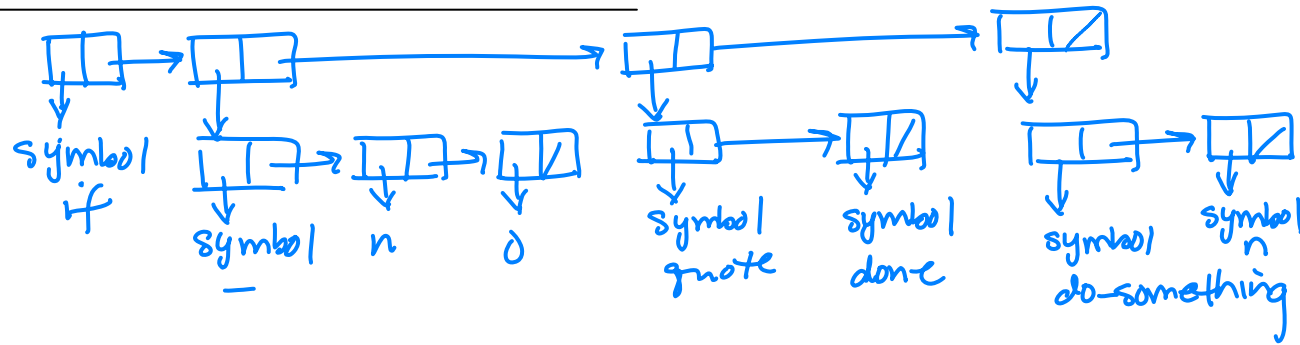 symbol if
symbol – n 0
symbol quote
symbol done
symbol do-something
symbol n